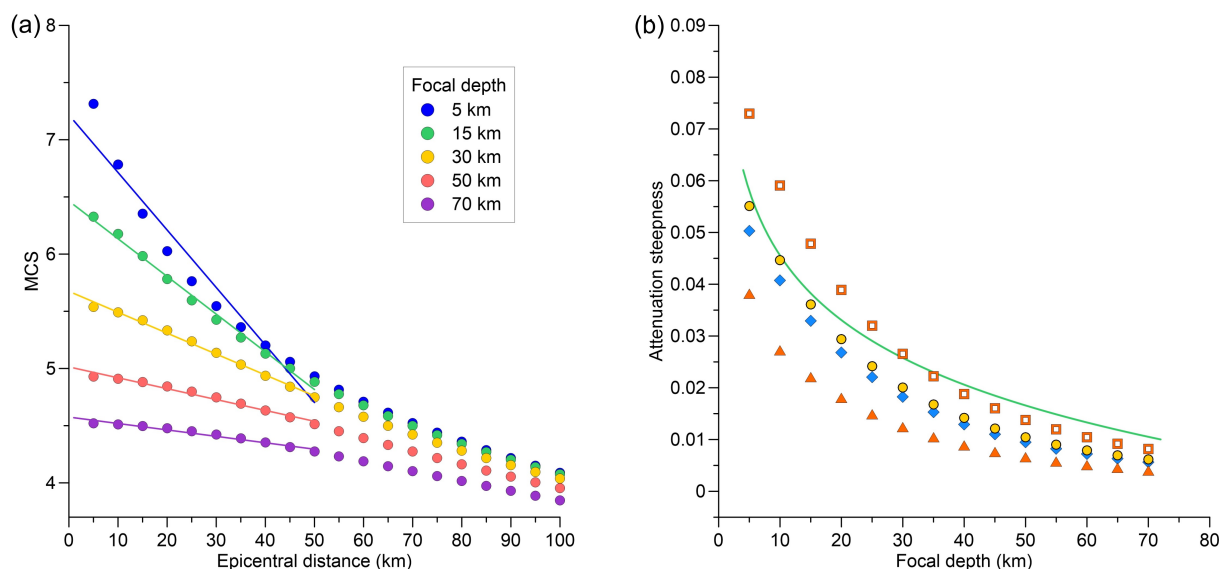 (a)
8
7
6
5
4
MCS
0 10 20 30 40 50 60 70 80 90 100
Epicentral distance (km)
Focal depth
5 km
15 km
30 km
50 km
70 km
(b)
0.09
0.08
0.07
0.06
0.05
0.04
0.03
0.02
0.01
0
Attenuation steepness
0 10 20 30 40 50 60 70 80
Focal depth (km)